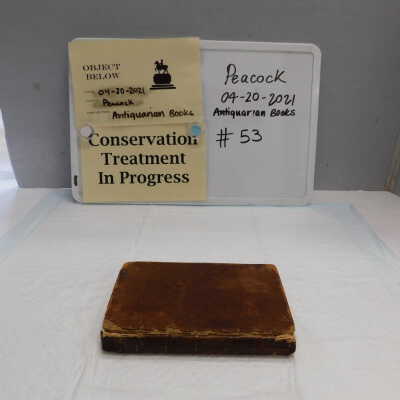 OBJECT
BELOW
04-20-2021
Peacock
Antiquarian Books
Conservation
Treatment
In Progress
Peacock
04-20-2021
Antiquarian Books
# 53